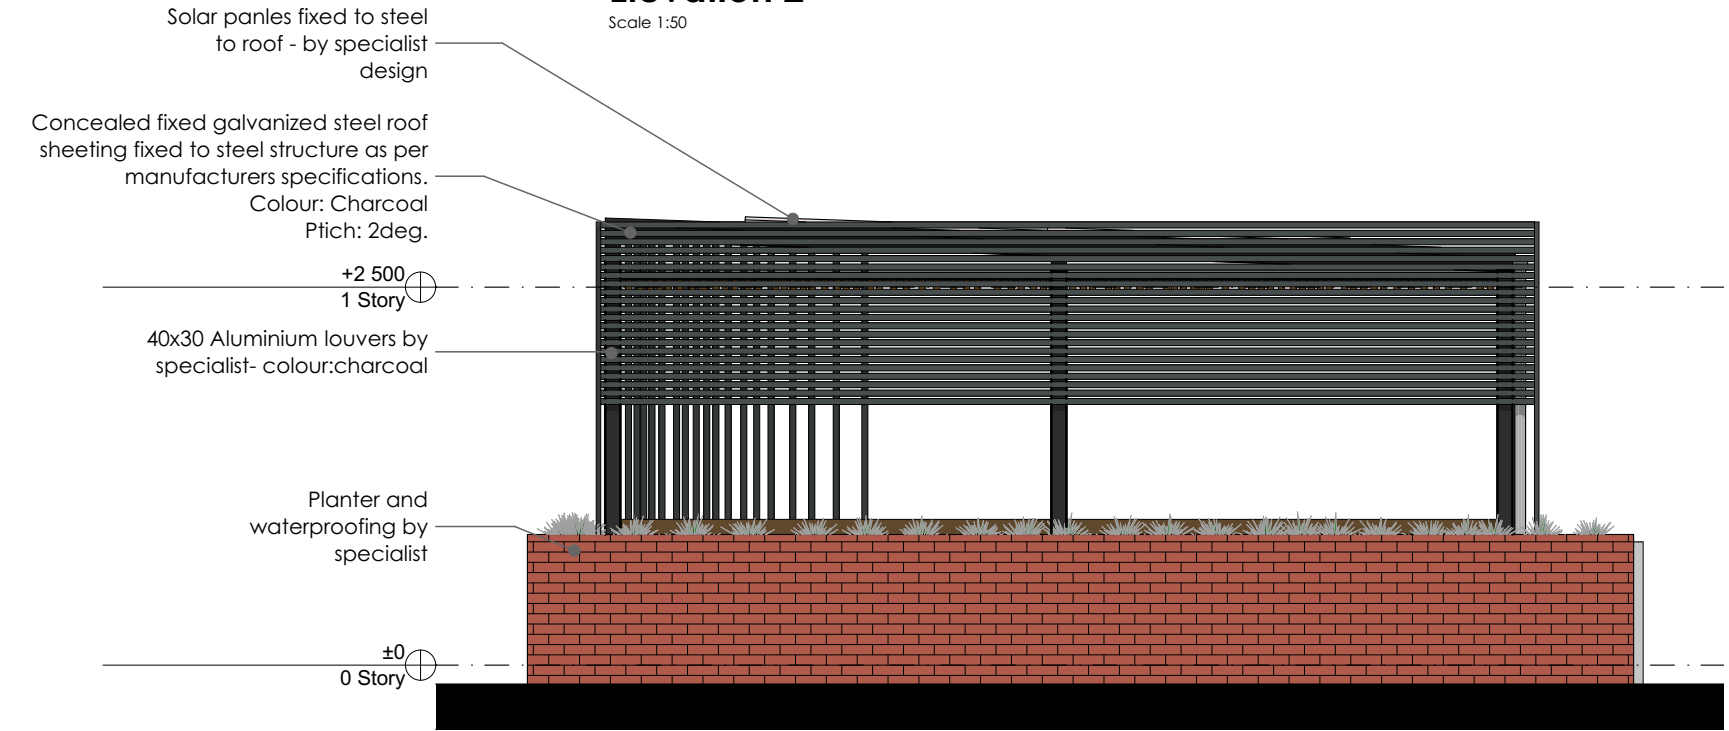 Elevation 2
Scale 1:50
Solar panles fixed to steel
to roof - by specialist
design
Concealed fixed galvanized steel roof
sheeting fixed to steel structure as per
manufacturers specifications.
Colour: Charcoal
Ptich: 2deg.
+2 500
1 Story
40x30 Aluminium louvers by
specialist- colour:charcoal
Planter and
waterproofing by
specialist
±0
0 Story